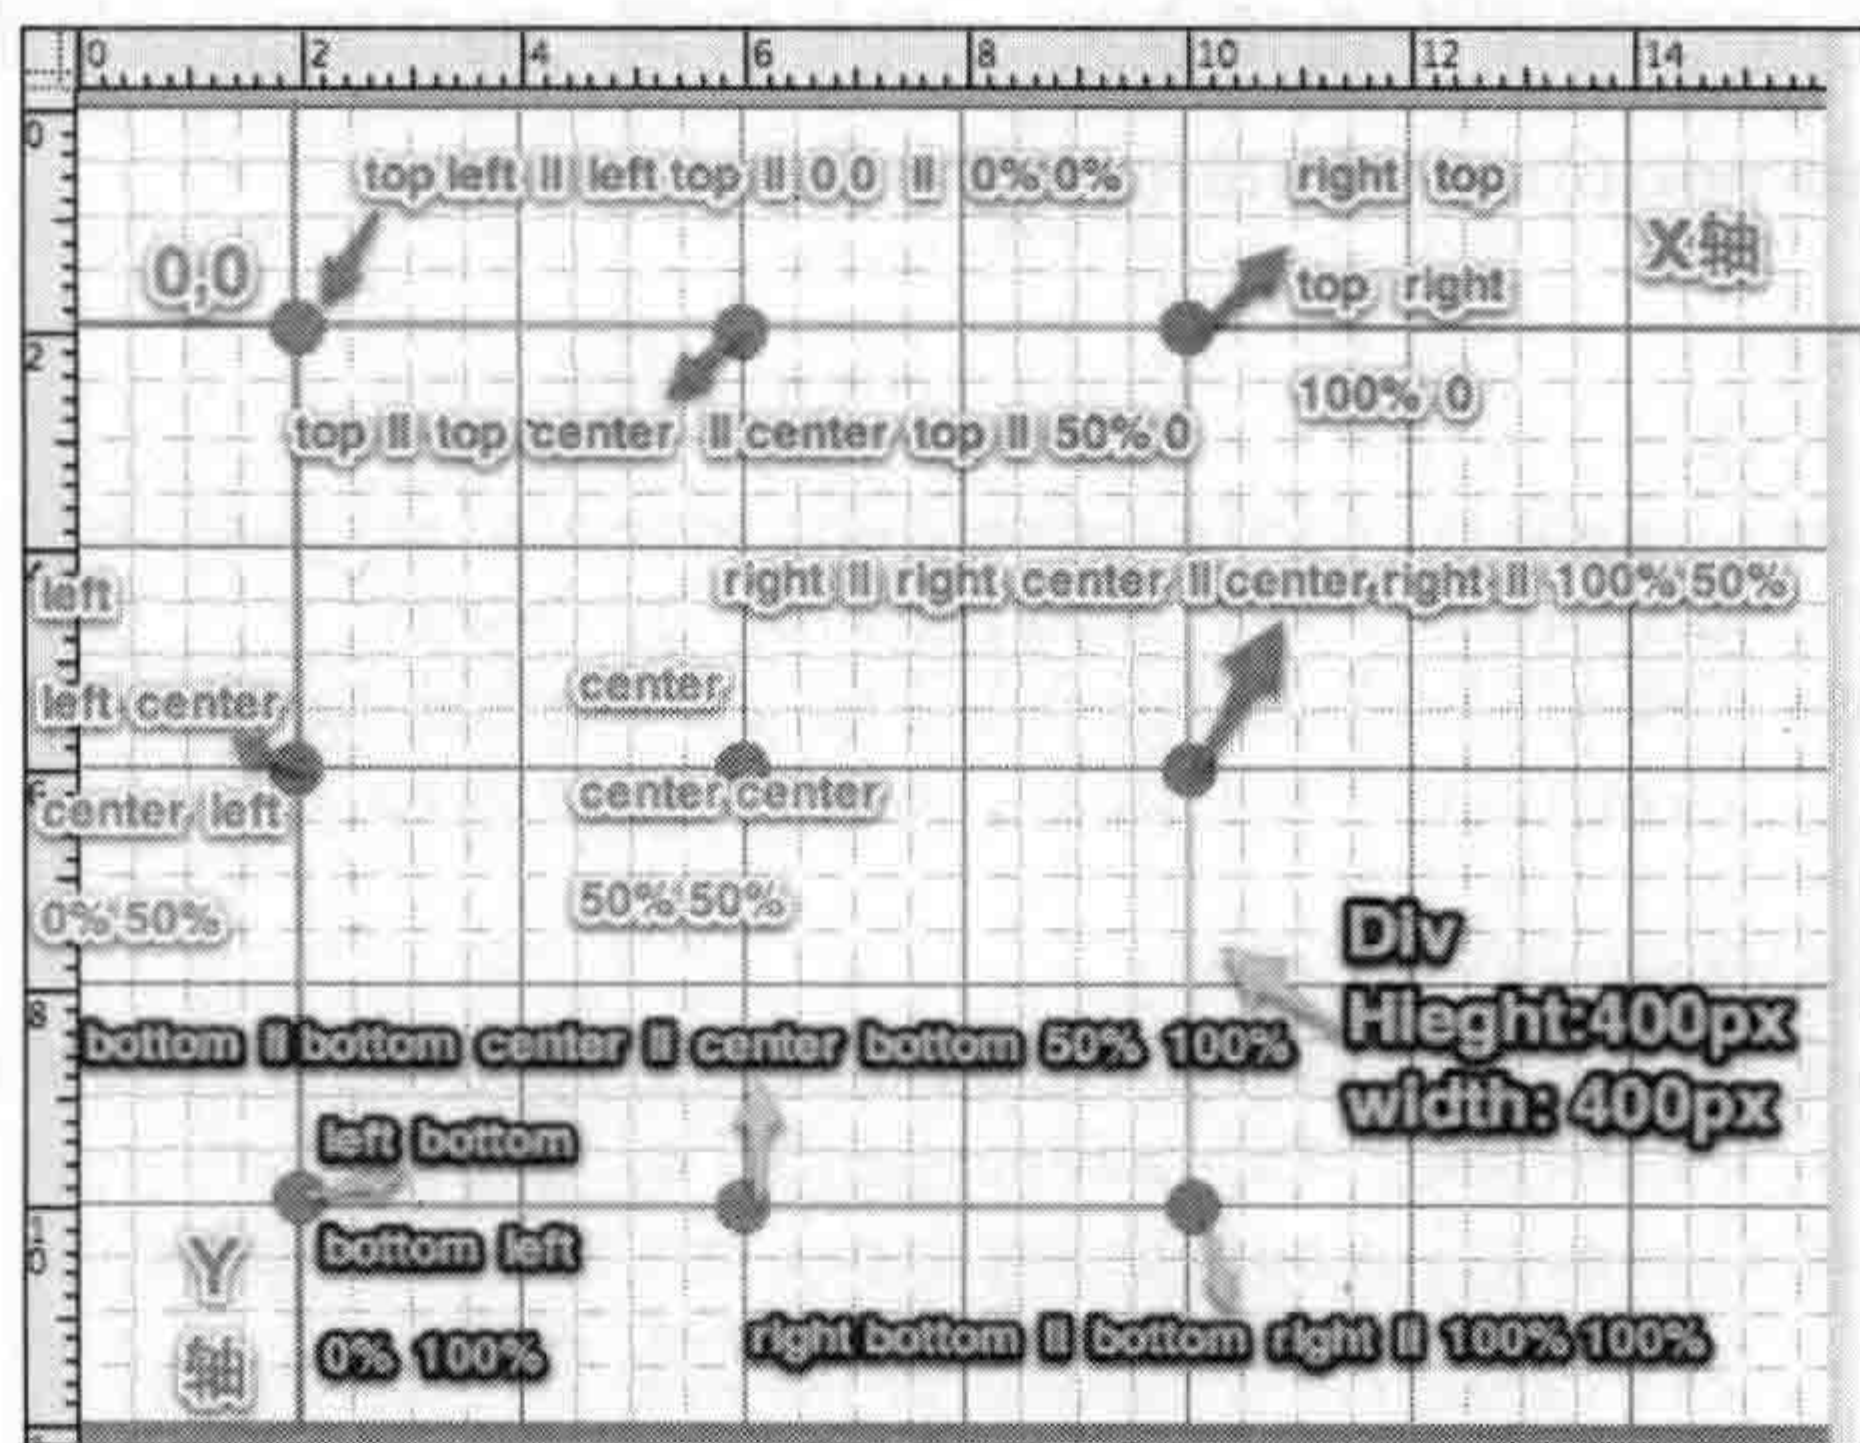 0 2 4 6 8 10 12 14
0
top left || left top || 0 0 || 0% 0%
right top
0,0
X轴
top right
2
100% 0
top || top center || center top || 50% 0
left
right || right center || center right || 100% 50%
left center
center
center left
center center
0% 50%
50% 50%
Div
8
Hieght:400px
bottom || bottom center || center bottom 50% 100%
width: 400px
left bottom
Y
轴
bottom left
0% 100%
right bottom || bottom right || 100% 100%